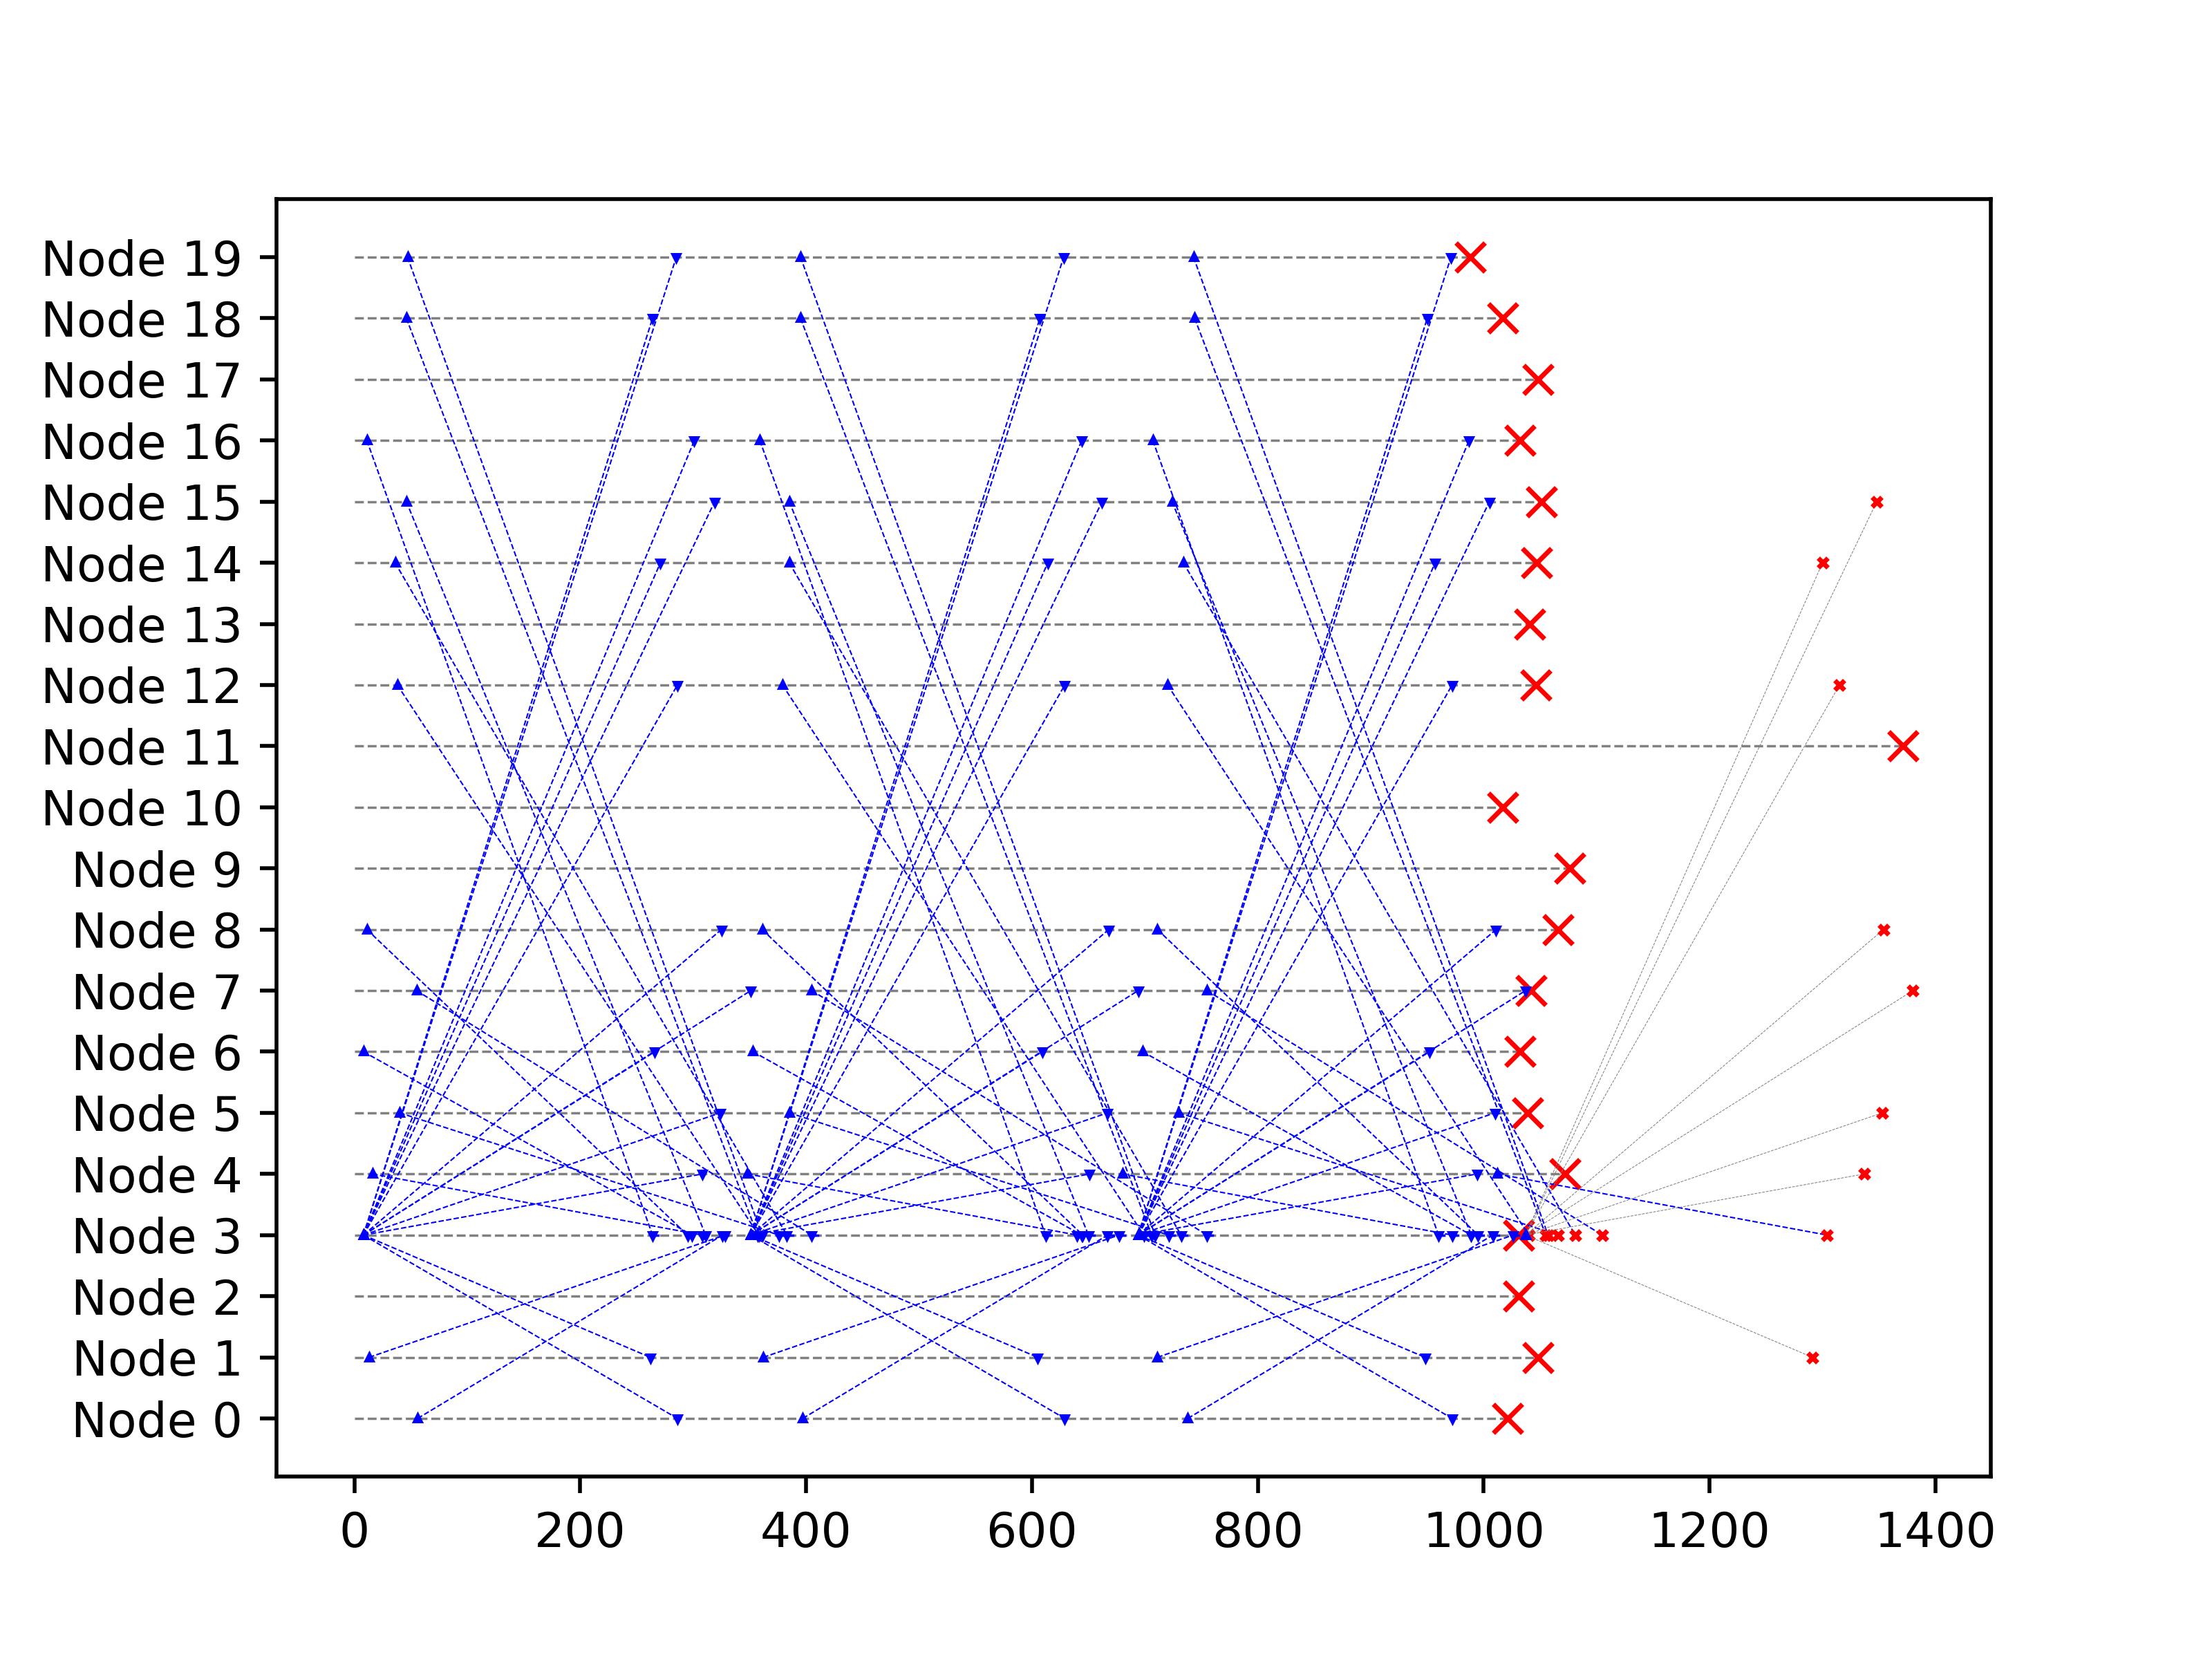 Node 19
Node 18
Node 17
Node 16
Node 15
Node 14
Node 13
Node 12
Node 11
Node 10
Node 9
Node 8
Node 7
Node 6
Node 5
Node 4
Node 3
Node 2
Node 1
Node 0
0 200 400 600 800 1000 1200 1400